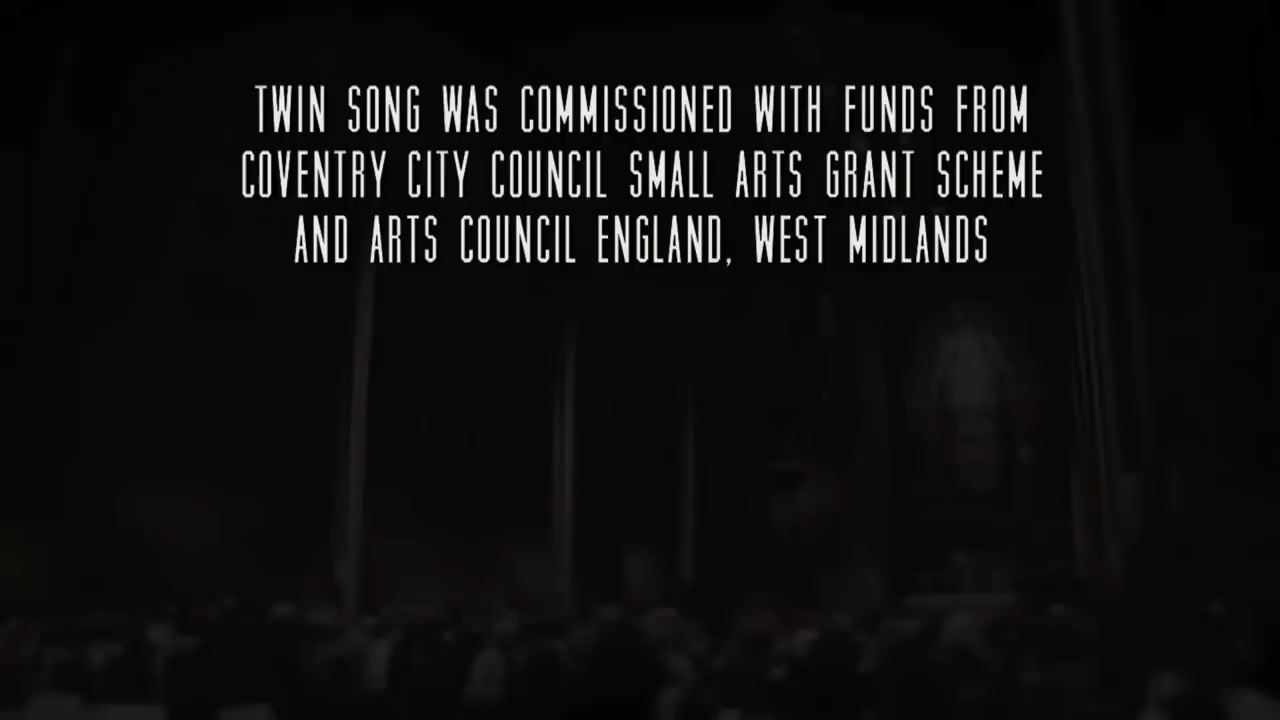 TWIN SONG WAS COMMISSIONED WITH FUNDS FROM
COVENTRY CITY COUNCIL SMALL ARTS GRANT SCHEME
AND ARTS COUNCIL ENGLAND, WEST MIDLANDS